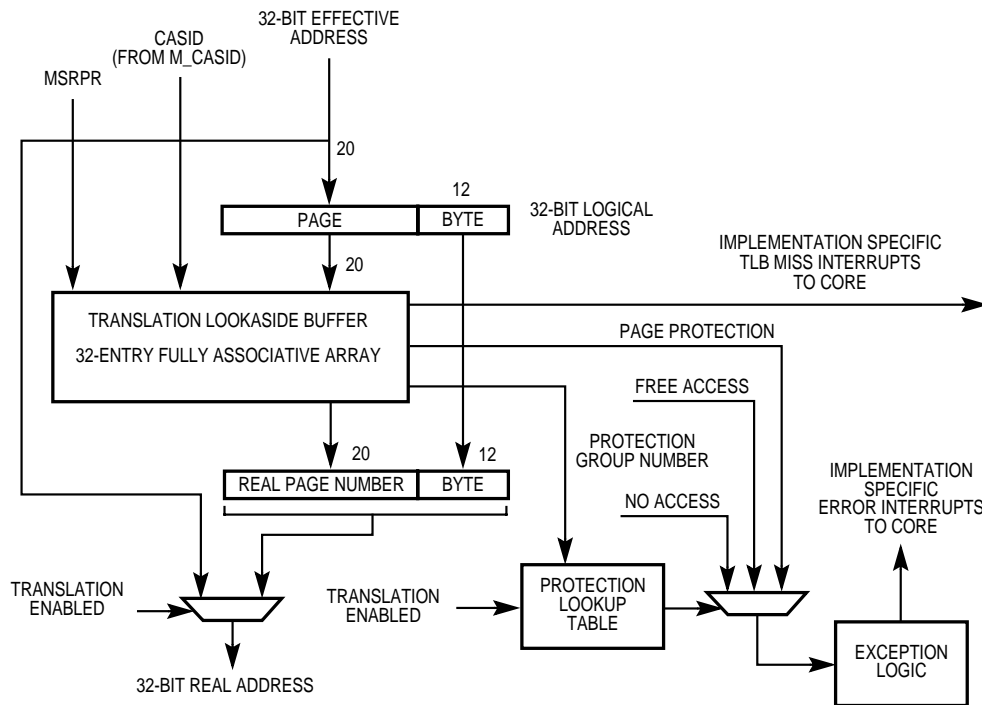 32-BIT EFFECTIVE
ADDRESS
CASID
(FROM M_CASID)
MSRPR
20
12
PAGE
BYTE
32-BIT LOGICAL
ADDRESS
20
IMPLEMENTATION SPECIFIC
TLB MISS INTERRUPTS
TO CORE
TRANSLATION LOOKASIDE BUFFER
32-ENTRY FULLY ASSOCIATIVE ARRAY
PAGE PROTECTION
FREE ACCESS
20
12
PROTECTION
GROUP NUMBER
REAL PAGE NUMBER
BYTE
NO ACCESS
IMPLEMENTATION
SPECIFIC
ERROR INTERRUPTS
TO CORE
TRANSLATION
ENABLED
TRANSLATION
ENABLED
PROTECTION
LOOKUP
TABLE
EXCEPTION
LOGIC
32-BIT REAL ADDRESS